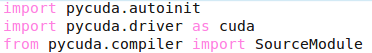 import pycuda.autoinit
import pycuda.driver as cuda
from pycuda.compiler import SourceModule